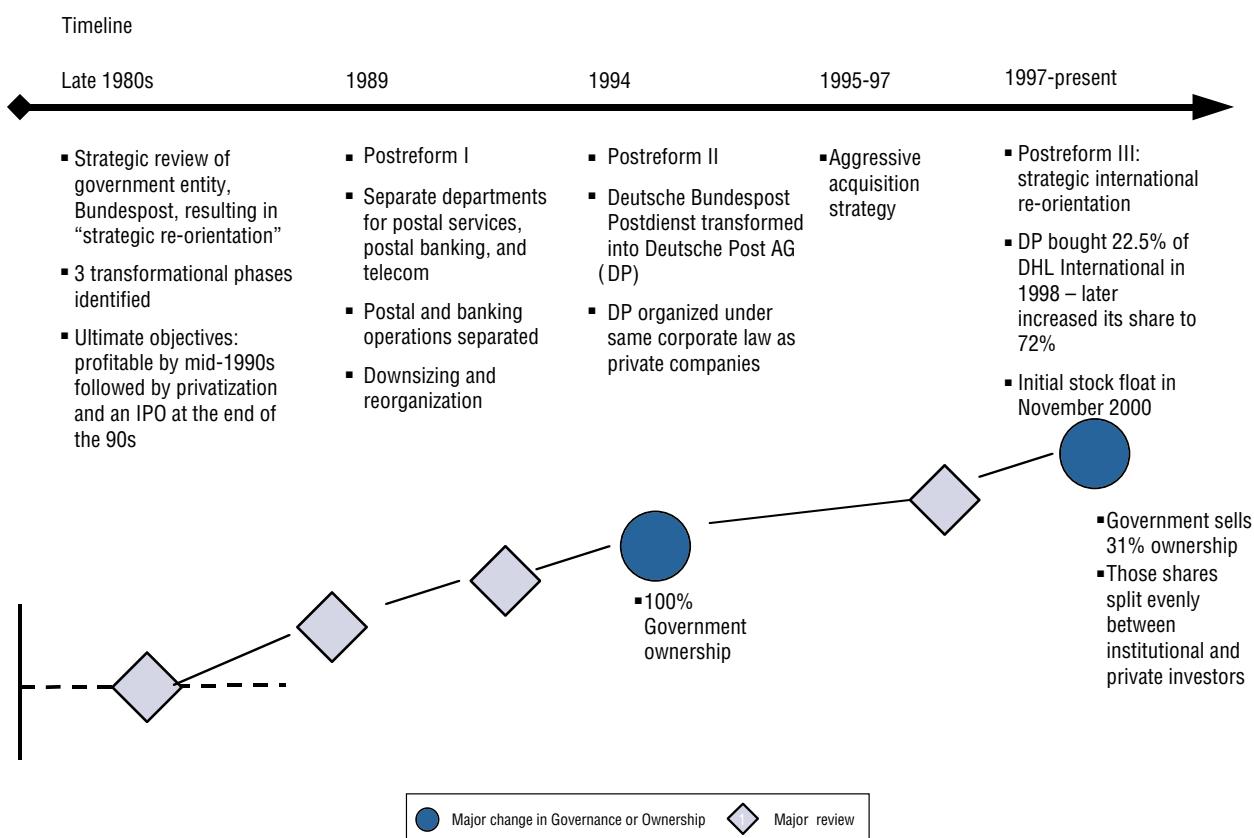 Timeline
Late 1980s
1989
1994
1995-97
1997-present
▪ Strategic review of
government entity,
Bundespost, resulting in
“strategic re-orientation”
▪ 3 transformational phases
identified
▪ Ultimate objectives:
profitable by mid-1990s
followed by privatization
and an IPO at the end of
the 90s
▪ Postreform I
▪ Separate departments
for postal services,
postal banking, and
telecom
▪ Postal and banking
operations separated
▪ Downsizing and
reorganization
▪ Postreform II
▪ Deutsche Bundespost
Postdienst transformed
into Deutsche Post AG
(DP)
▪ DP organized under
same corporate law as
private companies
▪Aggressive
acquisition
strategy
▪ Postreform III:
strategic international
re-orientation
▪ DP bought 22.5% of
DHL International in
1998 – later
increased its share to
72%
▪ Initial stock float in
November 2000
▪100%
Government
ownership
▪Government sells
31% ownership
▪Those shares
split evenly
between
institutional and
private investors
Major change in Governance or Ownership
Major review